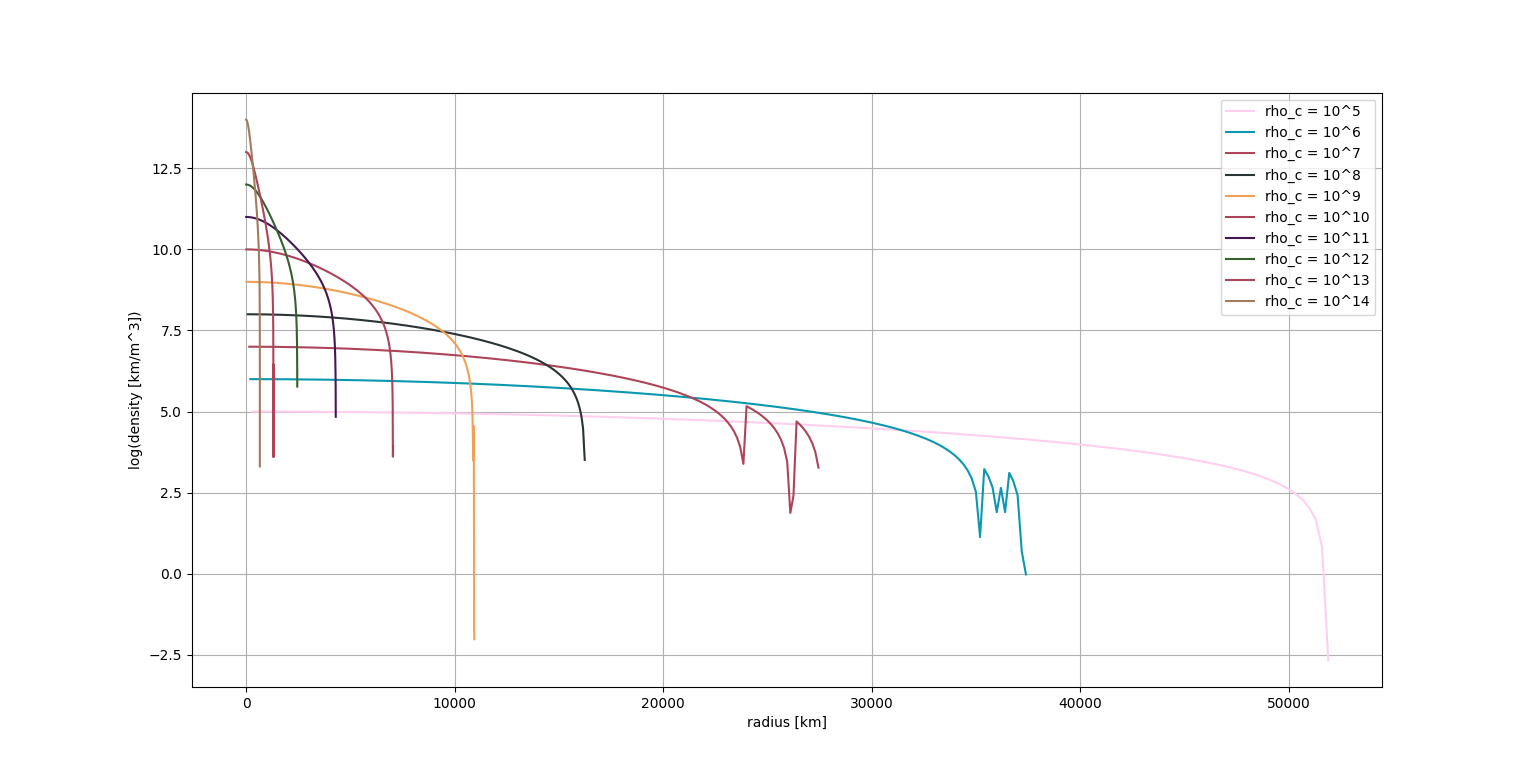 log(density [km/m^3])
12.5
10.0
7.5
5.0
2.5
0.0
−2.5
0
10000
20000
30000
40000
50000
radius [km]
rho_c = 10^5
rho_c = 10^6
rho_c = 10^7
rho_c = 10^8
rho_c = 10^9
rho_c = 10^10
rho_c = 10^11
rho_c = 10^12
rho_c = 10^13
rho_c = 10^14